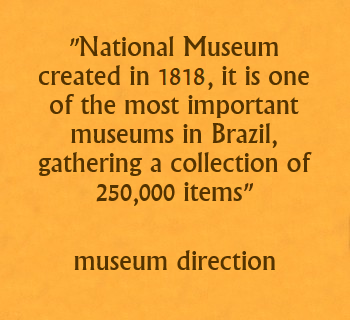 "National Museum
created in 1818, it is one
of the most important
museums in Brazil,
gathering a collection of
250,000 items"
museum direction